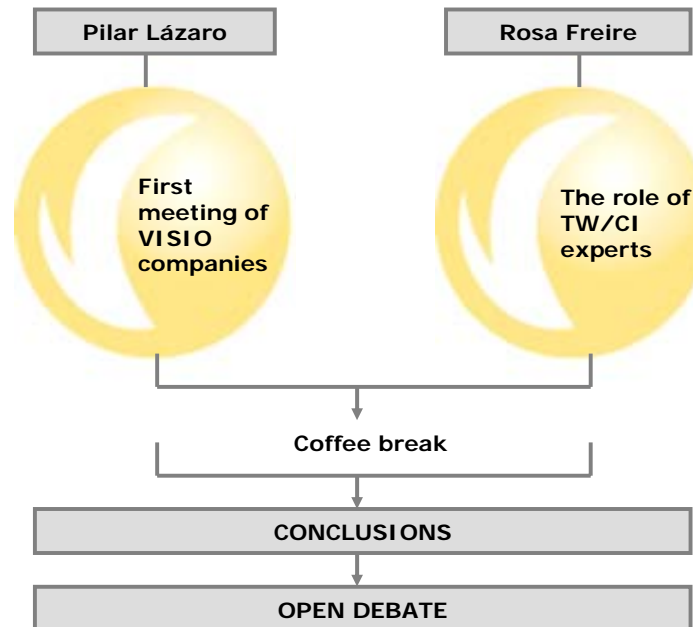 Pilar Lázaro
Rosa Freire
First
meeting of
VISIO
companies
The role of
TW/CI
experts
Coffee break
CONCLUSIONS
OPEN DEBATE